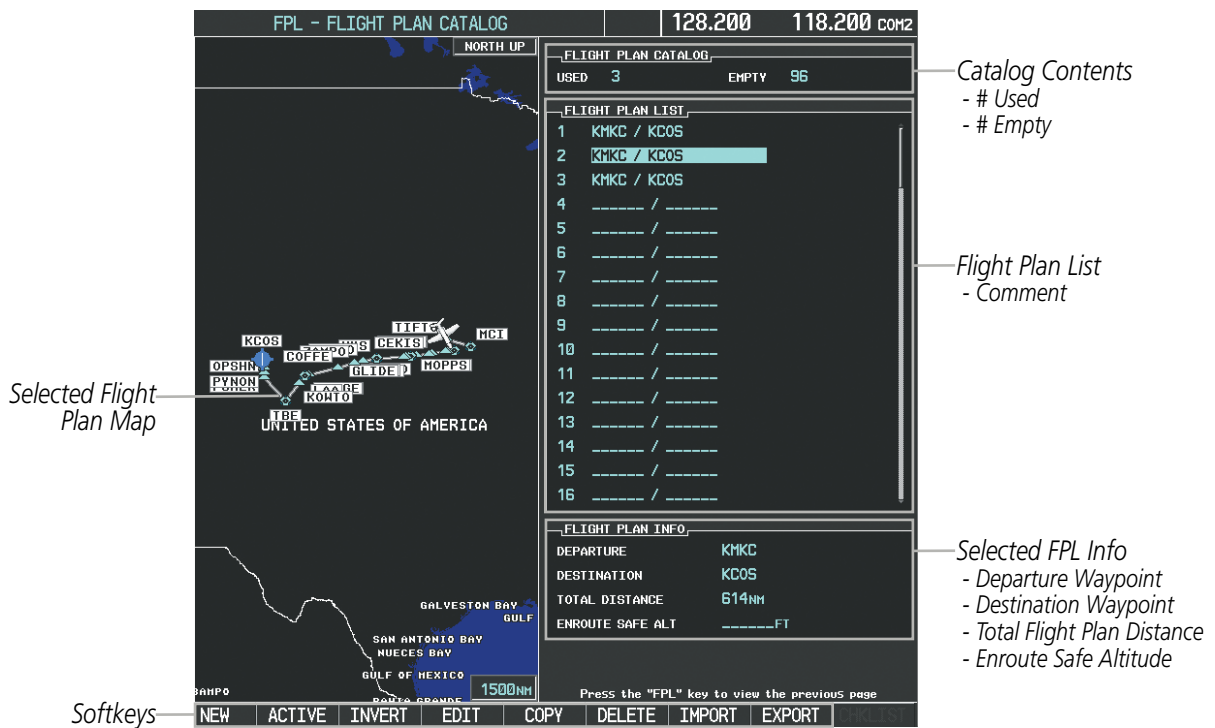 FPL - FLIGHT PLAN CATALOG
128.200
118.200 COM2
NORTH UP
FLIGHT PLAN CATALOG
USED 3 EMPTY 96
Catalog Contents
- # Used
- # Empty
FLIGHT PLAN LIST
1 KMKC / KCOS
2 KMKC / KCOS
3 KMKC / KCOS
4 ______ / ______
5 ______ / ______
6 ______ / ______
7 ______ / ______
8 ______ / ______
9 ______ / ______
10 ______ / ______
11 ______ / ______
12 ______ / ______
13 ______ / ______
14 ______ / ______
15 ______ / ______
16 ______ / ______
Flight Plan List
- Comment
TIFTO
MCI
KCOS
CEKIS
COFFE
OPSHN
GLIDE
MOPPS
PYNON
KOWTO
TBE
UNITED STATES OF AMERICA
Selected Flight
Plan Map
GALVESTON BAY
GULF
SAN ANTONIO BAY
NUECES BAY
GULF OF MEXICO
1500NM
FLIGHT PLAN INFO
DEPARTURE KMKC
DESTINATION KCOS
TOTAL DISTANCE 614NM
ENROUTE SAFE ALT ______FT
Selected FPL Info
- Departure Waypoint
- Destination Waypoint
- Total Flight Plan Distance
- Enroute Safe Altitude
Press the "FPL" key to view the previous page
Softkeys
NEW ACTIVE INVERT EDIT COPY DELETE IMPORT EXPORT CHKLIST